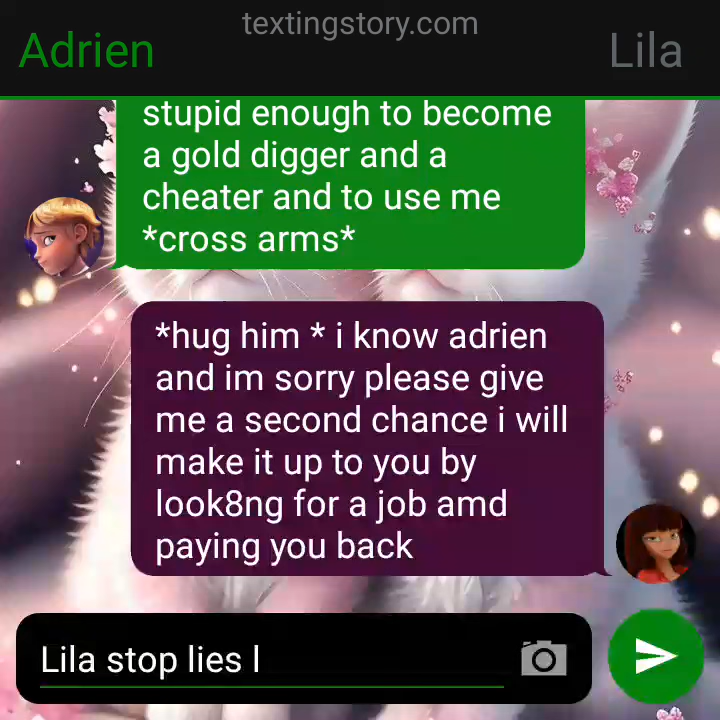 textingstory.com
Adrien
Lila
stupid enough to become
a gold digger and a
cheater and to use me
*cross arms*
*hug him * i know adrien
and im sorry please give
me a second chance i will
make it up to you by
look8ng for a job amd
paying you back
Lila stop lies l